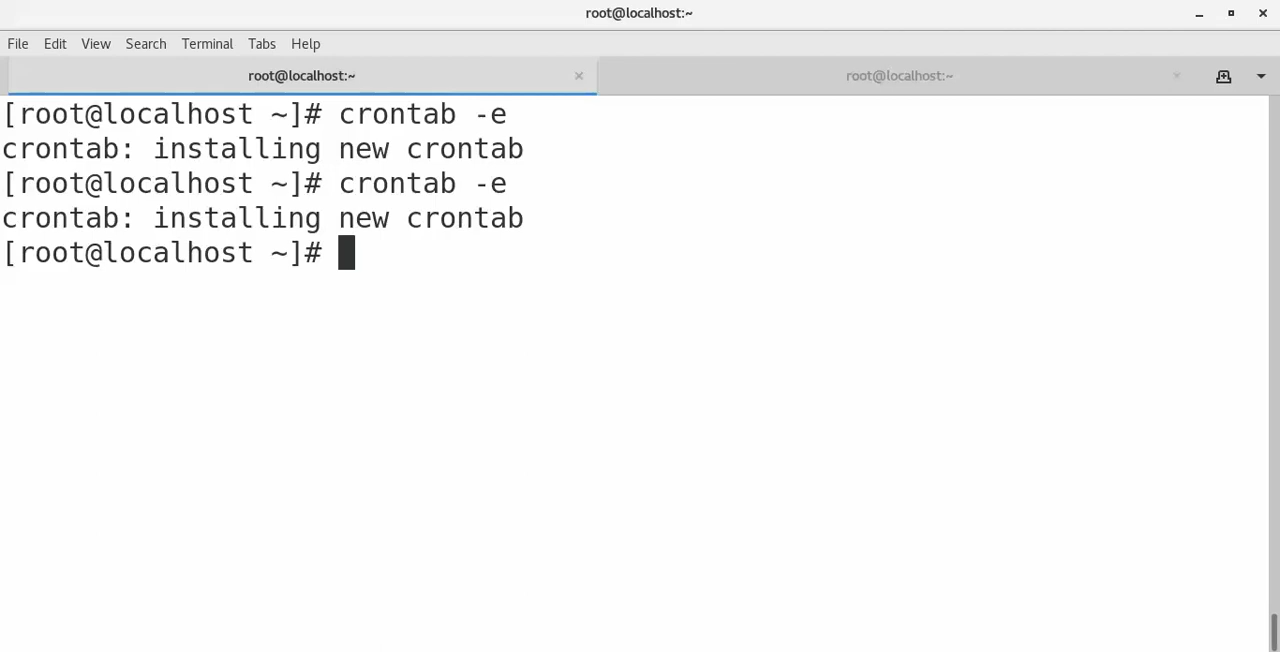 root@localhost:~
File Edit View Search Terminal Tabs Help
root@localhost:~ root@localhost:~
[root@localhost ~]# crontab -e
crontab: installing new crontab
[root@localhost ~]# crontab -e
crontab: installing new crontab
[root@localhost ~]#